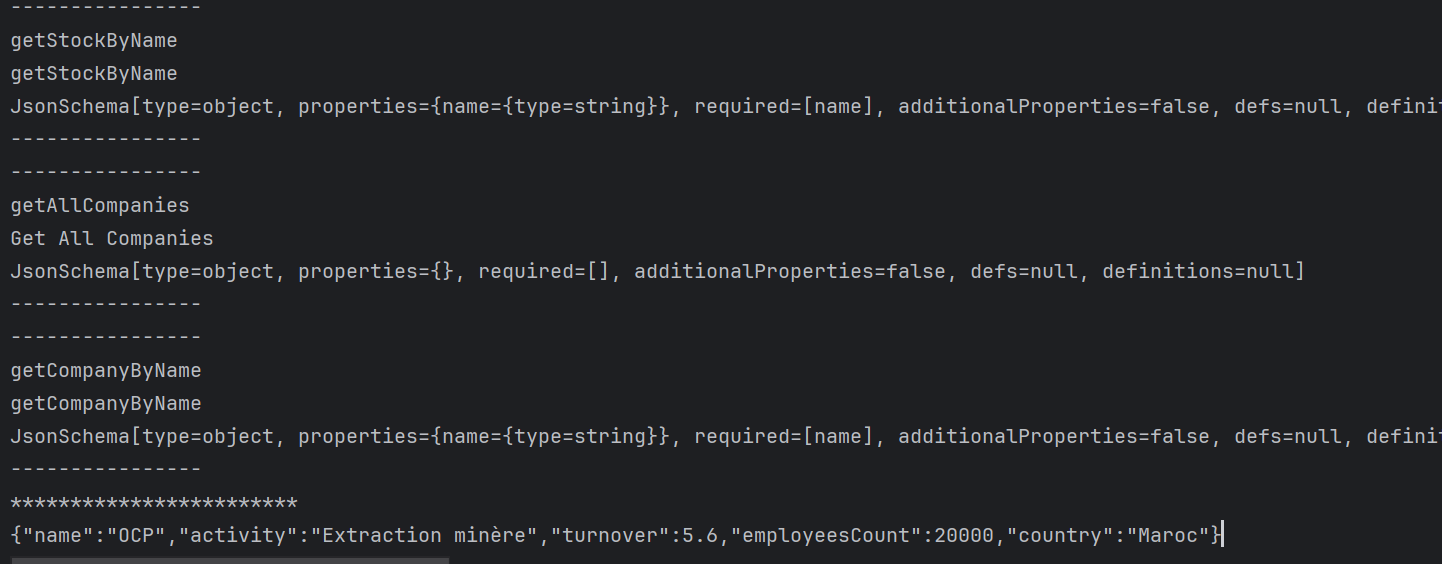 ----------------
getStockByName
getStockByName
JsonSchema[type=object, properties={name={type=string}}, required=[name], additionalProperties=false, defs=null, definit
----------------
----------------
getAllCompanies
Get All Companies
JsonSchema[type=object, properties={}, required=[], additionalProperties=false, defs=null, definitions=null]
----------------
----------------
getCompanyByName
getCompanyByName
JsonSchema[type=object, properties={name={type=string}}, required=[name], additionalProperties=false, defs=null, definit
----------------
************************
{"name":"OCP","activity":"Extraction minère","turnover":5.6,"employeesCount":20000,"country":"Maroc"}